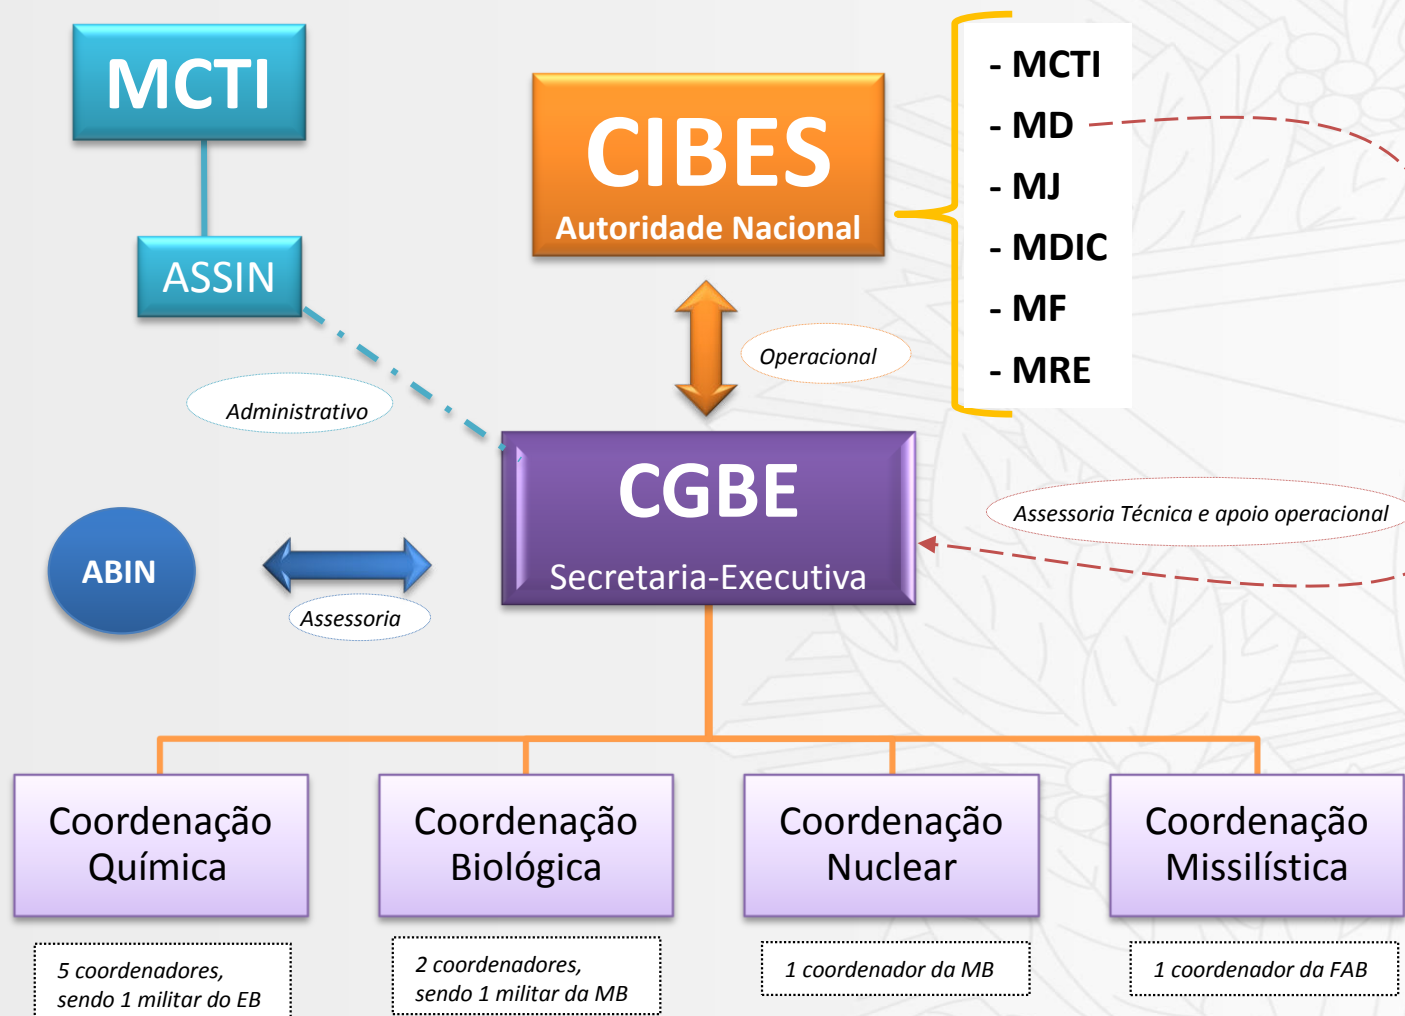 MCTI
ASSIN
Administrativo
CIBES
Autoridade Nacional
- MCTI
- MD
- MJ
- MDIC
- MF
- MRE
Operacional
CGBE
Secretaria-Executiva
ABIN
Assessoria
Assessoria Técnica e apoio operacional
Coordenação
Química
5 coordenadores,
sendo 1 militar do EB
Coordenação
Biológica
2 coordenadores,
sendo 1 militar da MB
Coordenação
Nuclear
1 coordenador da MB
Coordenação
Missilística
1 coordenador da FAB